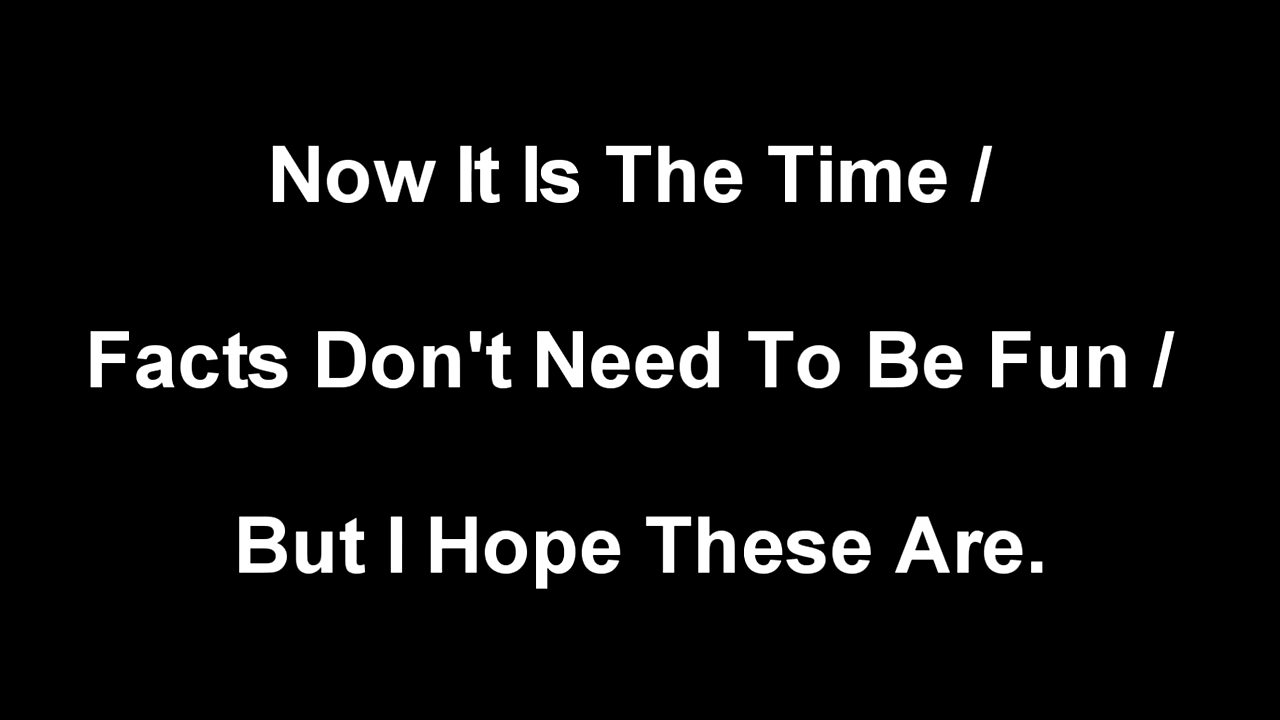 Now It Is The Time /
Facts Don't Need To Be Fun /
But I Hope These Are.